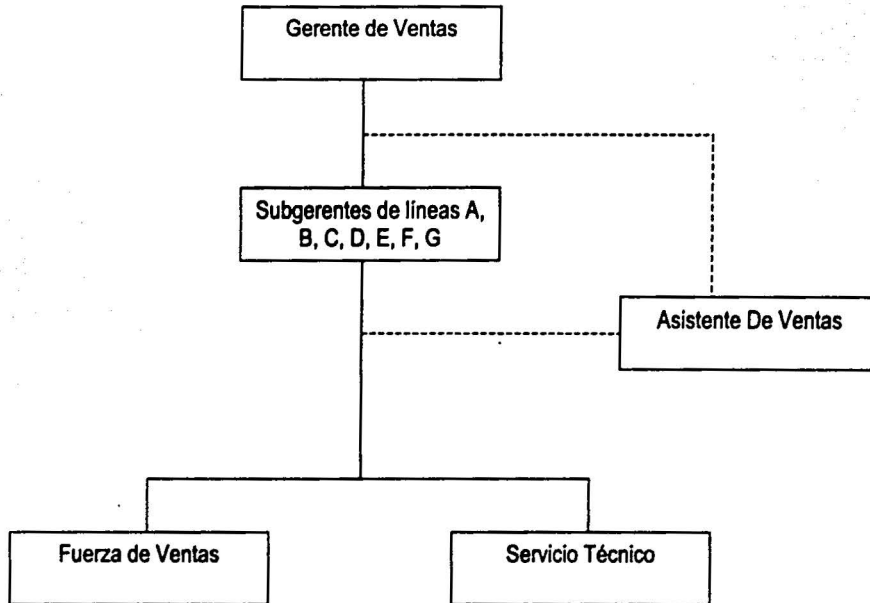 Gerente de Ventas
Subgerentes de líneas A,
B, C, D, E, F, G
Asistente De Ventas
Fuerza de Ventas
Servicio Técnico